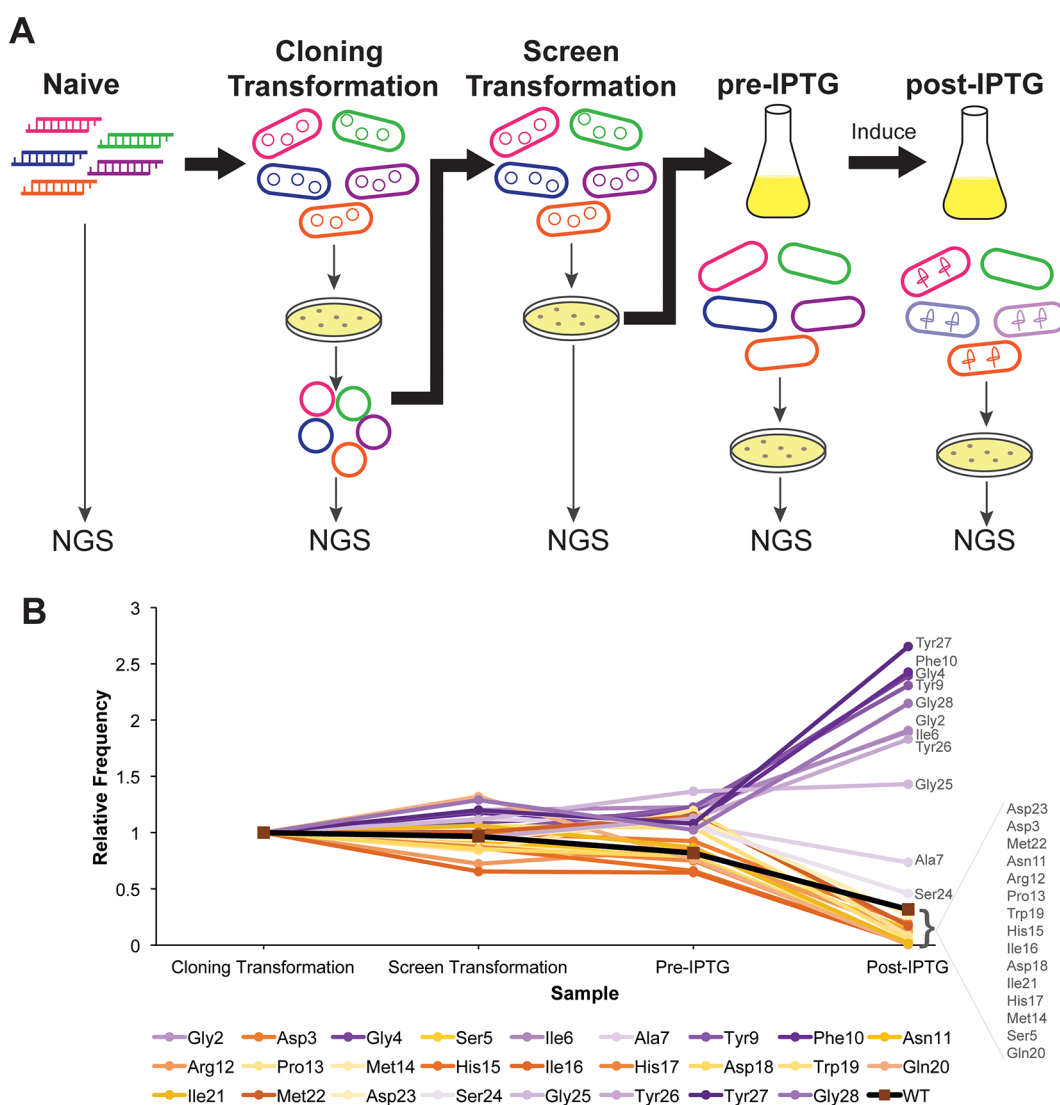 A
Naive
Cloning
Transformation
Screen
Transformation
pre-IPTG
post-IPTG
Induce
NGS
NGS
NGS
NGS
NGS
B
Relative Frequency
3
2.5
2
1.5
1
0.5
0
Tyr27
Phe10
Gly4
Tyr9
Gly28
Gly2
Ile6
Tyr26
Gly25
Ala7
Ser24
}
Asp23
Asp3
Met22
Asn11
Arg12
Pro13
Trp19
His15
Ile16
Asp18
Ile21
His17
Met14
Ser5
Gln20
Cloning Transformation
Screen Transformation
Pre-IPTG
Post-IPTG
Sample
Gly2 Asp3 Gly4 Ser5 Ile6 Ala7 Tyr9 Phe10 Asn11
Arg12 Pro13 Met14 His15 Ile16 His17 Asp18 Trp19 Gln20
Ile21 Met22 Asp23 Ser24 Gly25 Tyr26 Tyr27 Gly28 WT